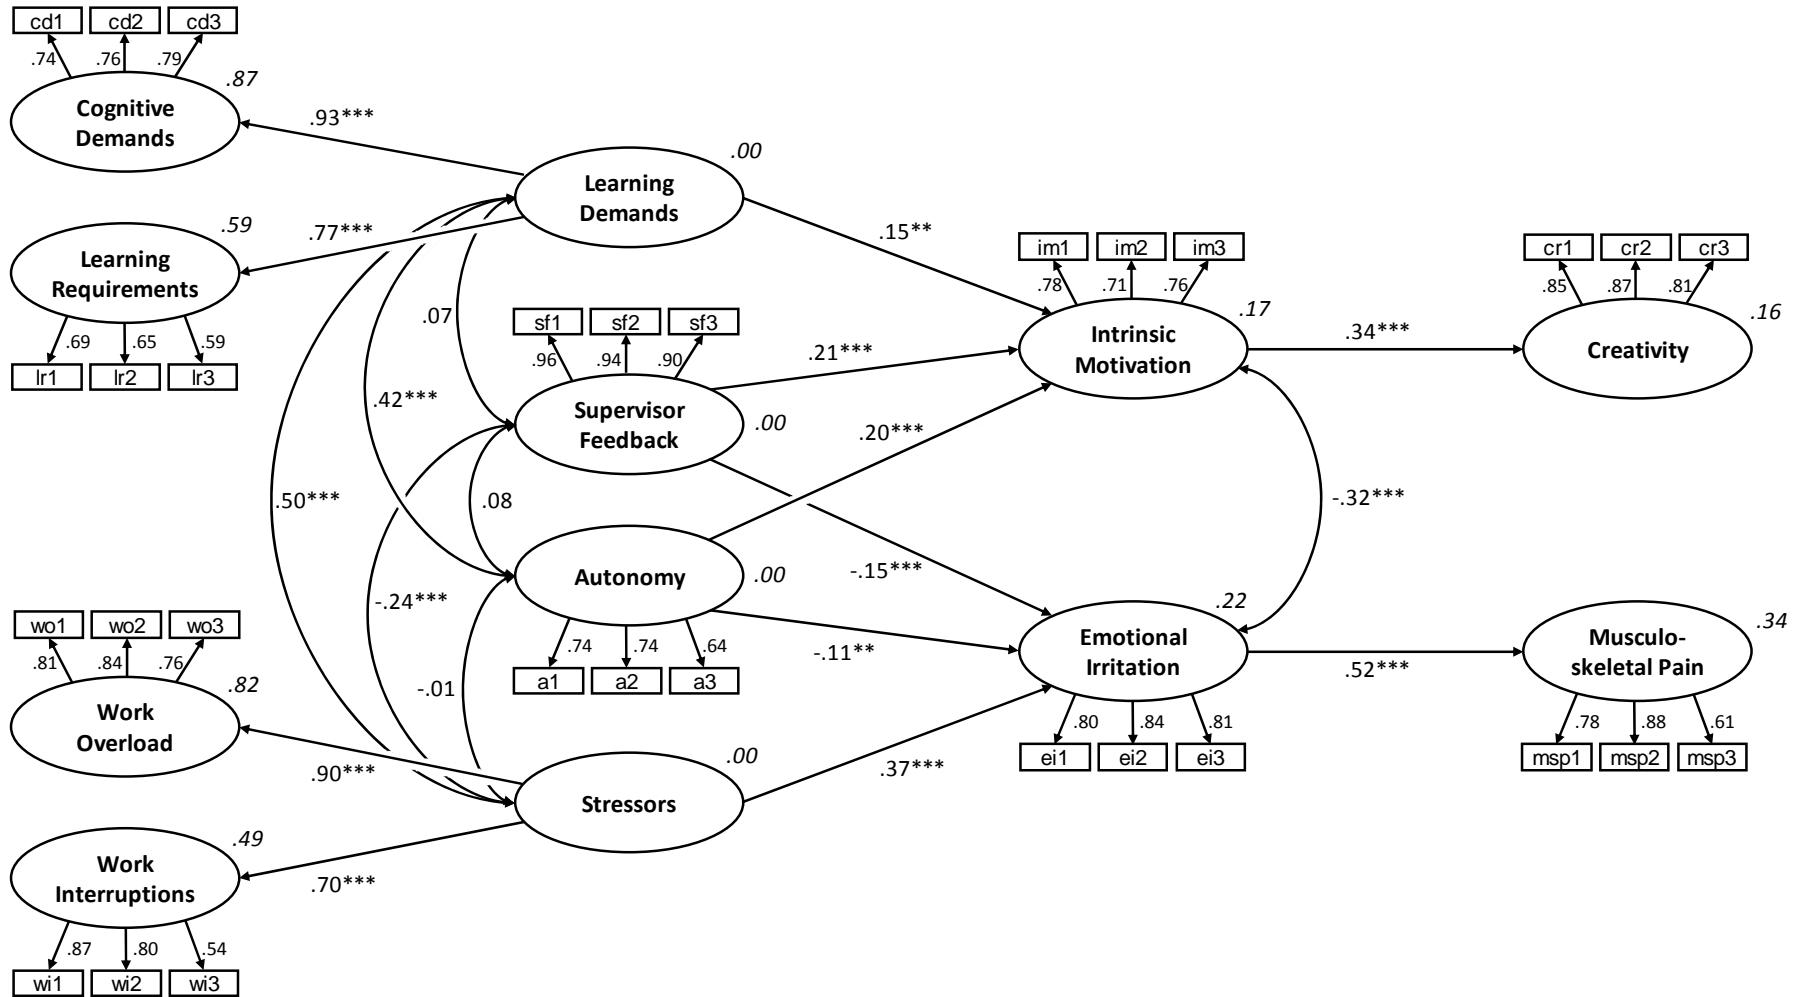 cd1 cd2 cd3
.74 .76 .79
.87
Cognitive
Demands
.93***
.00
Learning
Demands
.59
.77***
Learning
Requirements
.69 .65 .59
lr1 lr2 lr3
.15**
im1 im2 im3
.78 .71 .76
.17
Intrinsic
Motivation
.34***
cr1 cr2 cr3
.85 .87 .81
.16
Creativity
.07
sf1 sf2 sf3
.96 .94 .90
.21***
.42***
Supervisor
Feedback
.00
.20***
.50***
.08
-.32***
Autonomy
.00
-.15***
-.24***
.74 .74 .64
a1 a2 a3
-.11**
-.01
.22
Emotional
Irritation
.52***
.80 .84 .81
ei1 ei2 ei3
.34
Musculo-
skeletal Pain
.78 .88 .61
msp1 msp2 msp3
wo1 wo2 wo3
.81 .84 .76
.82
Work
Overload
.90***
.00
Stressors
.37***
.49
Work
Interruptions
.70***
.87 .80 .54
wi1 wi2 wi3